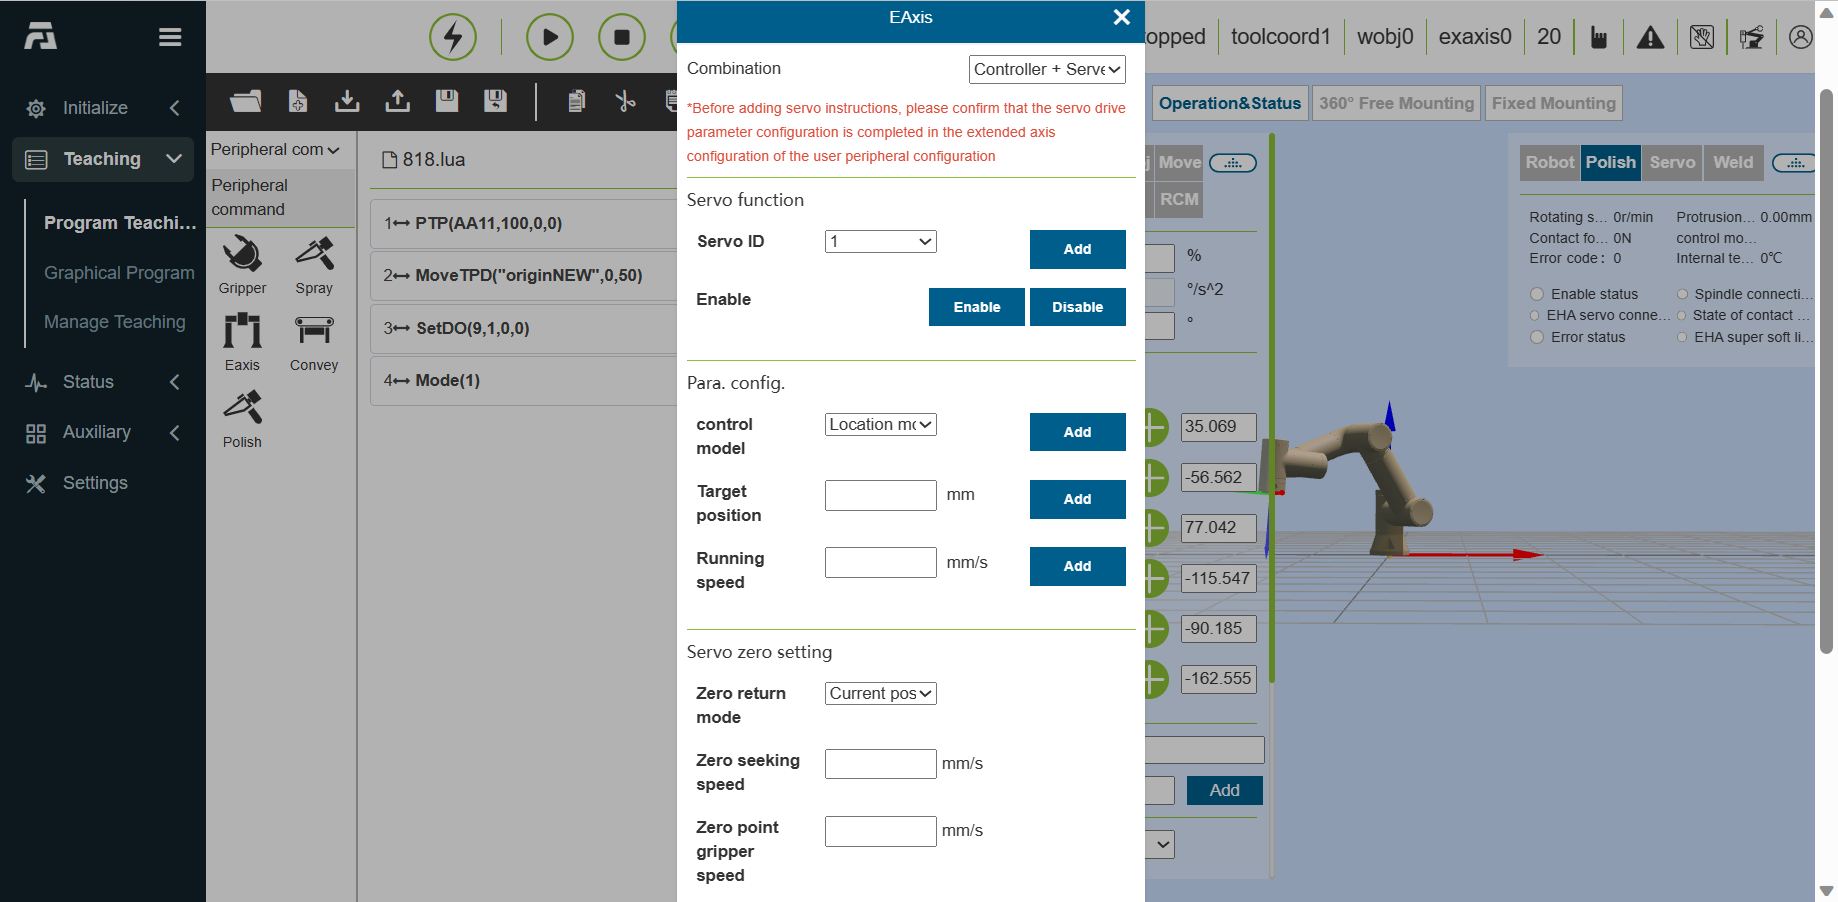 EAxis
opped
toolcoord1
wobj0
exaxis0
20
Initialize
Teaching
Program Teachi...
Graphical Program
Manage Teaching
Status
Auxiliary
Settings
Peripheral com
Peripheral
command
Gripper
Spray
Eaxis
Convey
Polish
818.lua
1 PTP(AA11,100,0,0)
2 MoveTPD("originNEW",0,50)
3 SetDO(9,1,0,0)
4 Mode(1)
Combination
Controller + Serve
*Before adding servo instructions, please confirm that the servo drive
parameter configuration is completed in the extended axis
configuration of the user peripheral configuration
Servo function
Servo ID
1
Add
Enable
Enable
Disable
Para. config.
control
model
Location mo
Add
Target
position
mm
Add
Running
speed
mm/s
Add
Servo zero setting
Zero return
mode
Current pos
Zero seeking
speed
mm/s
Zero point
gripper
speed
mm/s
Operation&Status
360° Free Mounting
Fixed Mounting
Move
RCM
%
°/s^2
°
35.069
-56.562
77.042
-115.547
-90.185
-162.555
Add
Robot
Polish
Servo
Weld
Rotating s... 0r/min
Protrusion... 0.00mm
Contact fo... 0N
control mo...
Error code : 0
Internal te... 0℃
Enable status
Spindle connecti...
EHA servo conne...
State of contact ...
Error status
EHA super soft li...